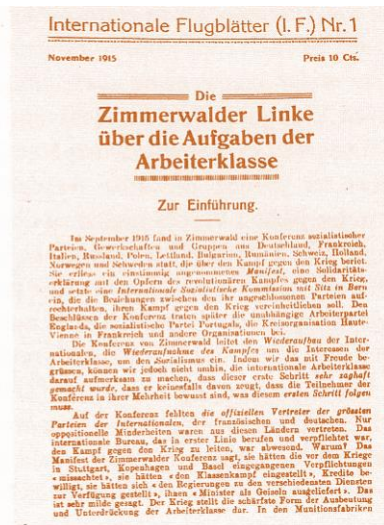 Internationale Flugblätter (I. F.) Nr. 1
November 1915 Preis 10 Cts.
Die
Zimmerwalder Linke
über die Aufgaben der
Arbeiterklasse
Zur Einführung.
Im September 1915 fand in Zimmerwald eine Konferenz sozialistischer
Parteien, Gewerkschaften und Gruppen aus Deutschland, Frankreich,
Italien, Russland, Polen, Lettland, Bulgarien, Rumänien, Schweiz, Holland,
Norwegen und Schweden statt, die über den Kampf gegen den Krieg beriet.
Sie erliess ein einstimmig angenommenes Manifest, eine Solidaritäts-
erklärung mit den Opfern des revolutionären Kampfes gegen den Krieg,
und setzte eine Internationale Sozialistische Kommission mit Sitz in Bern
ein, die die Beziehungen zwischen den ihr angeschlossenen Parteien auf-
rechterhalten, ihren Kampf gegen den Krieg vereinheitlichen soll. Den
Beschlüssen der Konferenz traten später die unabhängige Arbeiterpartei
Englands, die sozialistische Partei Portugals, die Kreisorganisation Haute-
Vienne in Frankreich und andere Organisationen bei.
Die Konferenz von Zimmerwald leitet den Wiederaufbau der Inter-
nationalen, die Wiederaufnahme des Kampfes um die Interessen der
Arbeiterklasse, um den Sozialismus ein. Indem wir das mit Freude be-
grüssen, können wir jedoch nicht umhin, die internationale Arbeiterklasse
darauf aufmerksam zu machen, dass dieser erste Schritt sehr zaghaft
gemacht wurde, dass er keinesfalls davon zeugt, dass die Teilnehmer der
Konferenz in ihrer Mehrheit bewusst sind, was diesem ersten Schritt folgen
muss.
Auf der Konferenz fehlten die offiziellen Vertreter der grössten
Parteien der Internationalen, der französischen und deutschen. Nur
oppositionelle Minderheiten waren aus diesen Ländern vertreten. Das
internationale Bureau, das in erster Linie berufen und verpflichtet war,
den Kampf gegen den Krieg zu leiten, war abwesend. Warum? Das
Manifest der Zimmerwalder Konferenz sagt, sie hätten die vor dem Kriege
in Stuttgart, Kopenhagen und Basel eingegangenen Verpflichtungen
« missachtet », sie hätten « den Klassenkampf eingestellt », Kredite be-
willigt, sie hätten sich « den Regierungen zu den verschiedensten Diensten
zur Verfügung gestellt », ihnen « Minister als Geiseln ausgeliefert ». Das
ist sehr milde gesagt. Der Krieg stellt die schärfste Form der Ausbeutung
und Unterdrückung der Arbeiterklasse dar. In den Munitionsfabriken